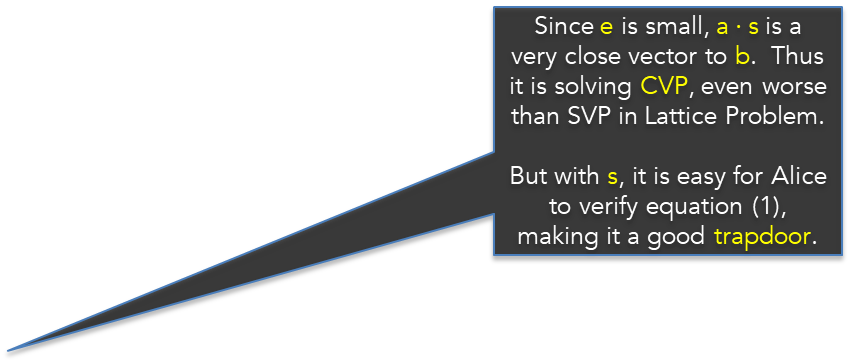 Since e is small, a · s is a
very close vector to b. Thus
it is solving CVP, even worse
than SVP in Lattice Problem.
But with s, it is easy for Alice
to verify equation (1),
making it a good trapdoor.